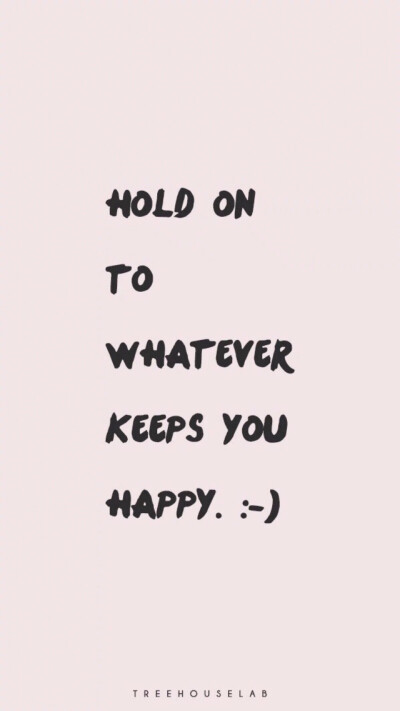 HOLD ON
TO
WHATEVER
KEEPS YOU
HAPPY. :-)
TREEHOUSELAB